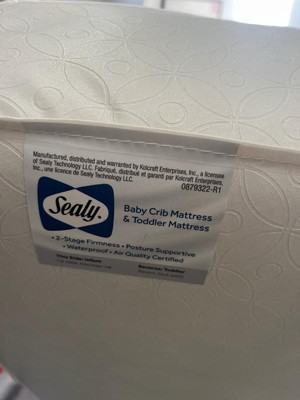 Manufactured, distributed and warranted by Kolcraft Enterprises, Inc., a licensee
of Sealy Technology LLC. Fabriqué, distribué et garanti par Kolcraft Enterprises,
Inc., une licence de Sealy Technology LLC.
0879322-R1
Sealy
Baby Crib Mattress
& Toddler Mattress
• 2-Stage Firmness • Posture Supportive
• Waterproof • Air Quality Certified